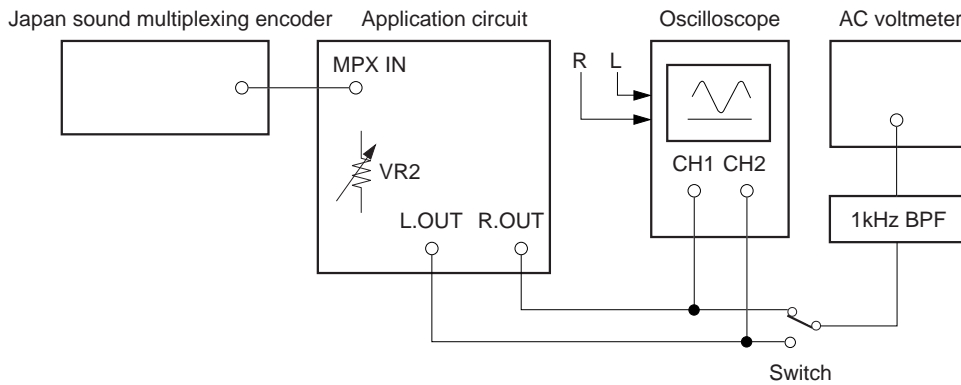 Japan sound multiplexing encoder
Application circuit
Oscilloscope
AC voltmeter
MPX IN
R L
VR2
CH1 CH2
L.OUT R.OUT
1kHz BPF
Switch